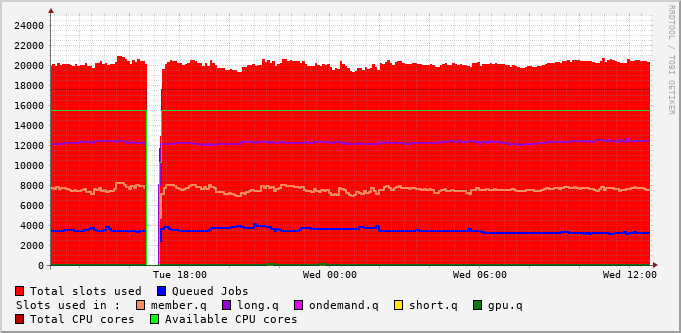 RRDTOOL / TOBI OETIKER
24000
22000
20000
18000
16000
14000
12000
10000
8000
6000
4000
2000
0
Tue 18:00 Wed 00:00 Wed 06:00 Wed 12:00
Total slots used Queued Jobs
Slots used in : member.q long.q ondemand.q short.q gpu.q
Total CPU cores Available CPU cores